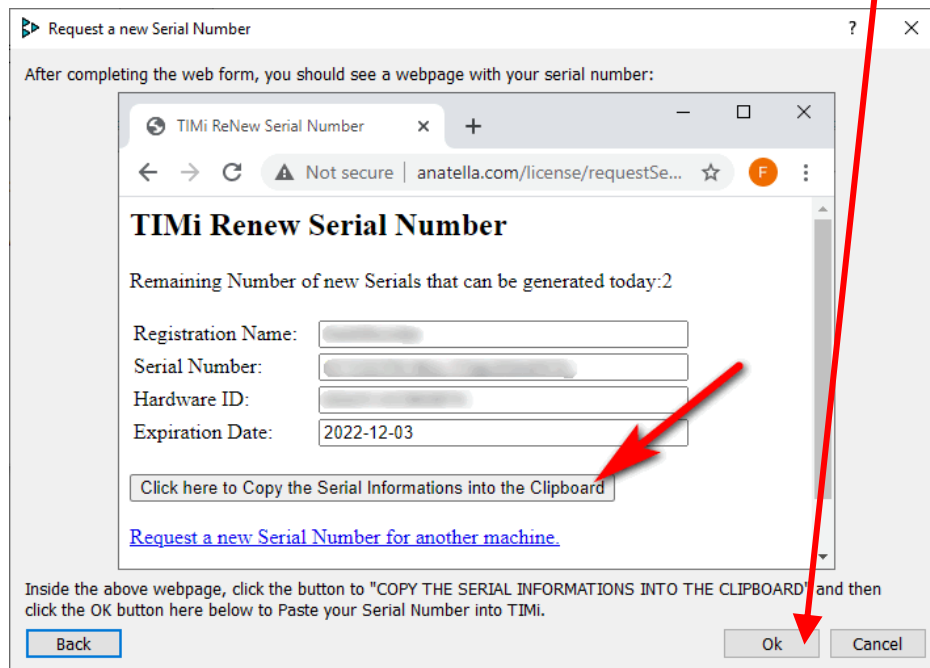 Request a new Serial Number
After completing the web form, you should see a webpage with your serial number:
TIMi ReNew Serial Number
Not secure | anatella.com/license/requestSe...
F
TIMi Renew Serial Number
Remaining Number of new Serials that can be generated today:2
Registration Name:
Serial Number:
Hardware ID:
Expiration Date: 2022-12-03
Click here to Copy the Serial Informations into the Clipboard
Request a new Serial Number for another machine.
Inside the above webpage, click the button to "COPY THE SERIAL INFORMATIONS INTO THE CLIPBOARD" and then
click the OK button here below to Paste your Serial Number into TIMi.
Back Ok Cancel